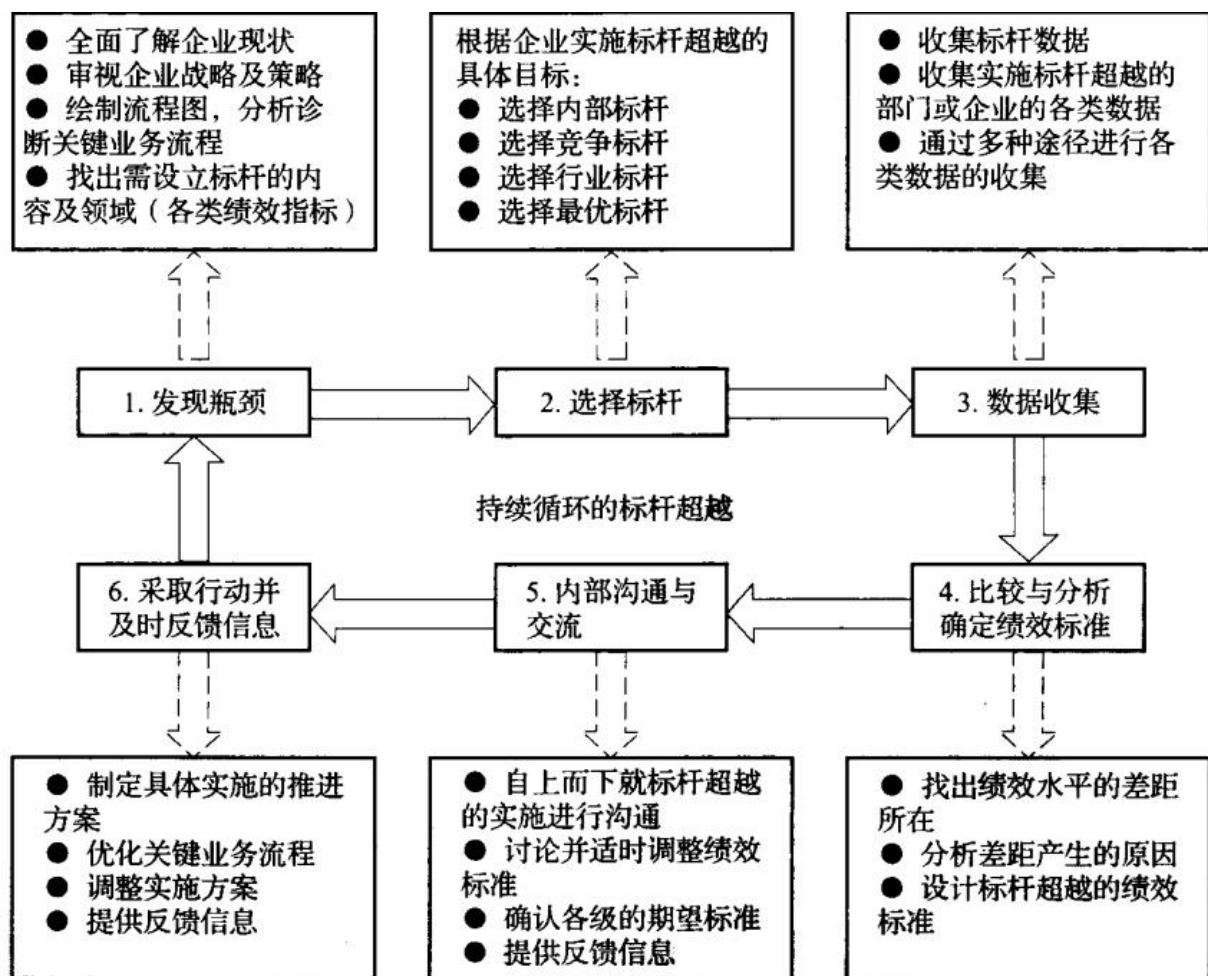 ● 全面了解企业现状
● 审视企业战略及策略
● 绘制流程图，分析诊
断关键业务流程
● 找出需设立标杆的内
容及领域（各类绩效指标）
根据企业实施标杆超越的
具体目标：
● 选择内部标杆
● 选择竞争标杆
● 选择行业标杆
● 选择最优标杆
● 收集标杆数据
● 收集实施标杆超越的
部门或企业的各类数据
● 通过多种途径进行各
类数据的收集
1. 发现瓶颈
2. 选择标杆
3. 数据收集
持续循环的标杆超越
6. 采取行动并
及时反馈信息
5. 内部沟通与
交流
4. 比较与分析
确定绩效标准
● 制定具体实施的推进
方案
● 优化关键业务流程
● 调整实施方案
● 提供反馈信息
● 自上而下就标杆超越
的实施进行沟通
● 讨论并适时调整绩效
标准
● 确认各级的期望标准
● 提供反馈信息
● 找出绩效水平的差距
所在
● 分析差距产生的原因
● 设计标杆超越的绩效
标准